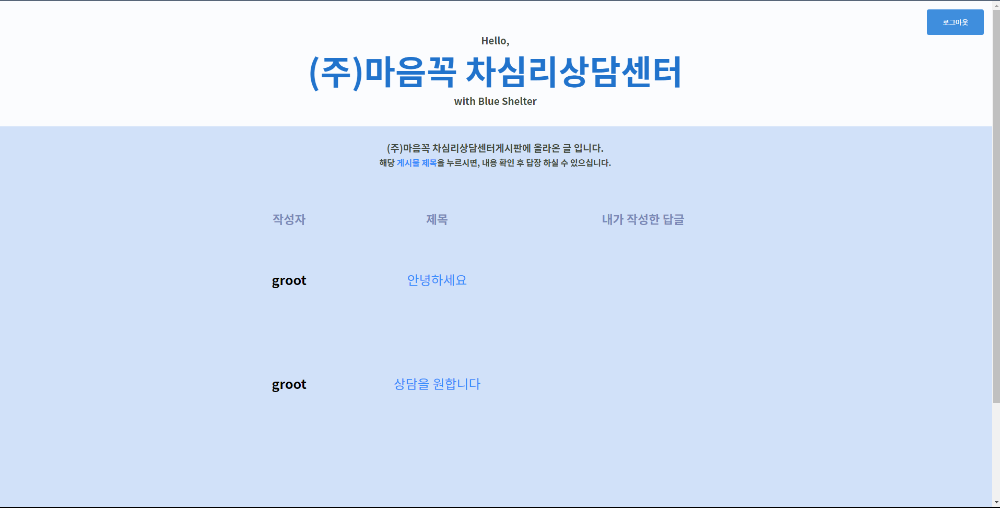 로그아웃
Hello,
(주)마음꼭 차심리상담센터
with Blue Shelter
(주)마음꼭 차심리상담센터게시판에 올라온 글 입니다.
해당 게시물 제목을 누르시면, 내용 확인 후 답장 하실 수 있으십니다.
작성자 제목 내가 작성한 답글
groot 안녕하세요
groot 상담을 원합니다